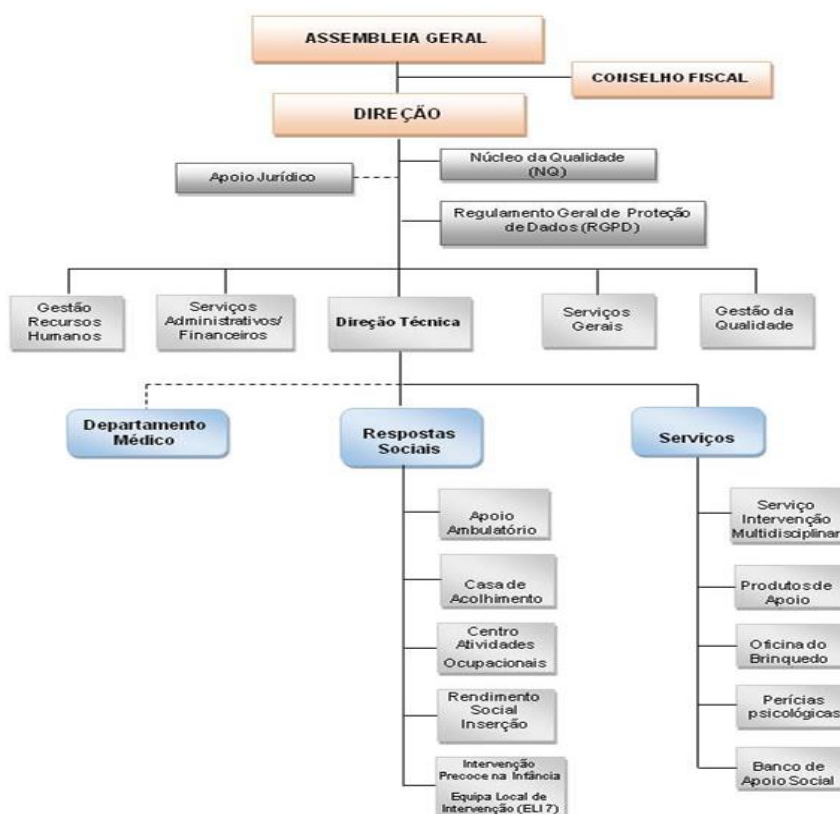 ASSEMBLEIA GERAL
CONSELHO FISCAL
DIREÇÃO
Núcleo da Qualidade
(NQ)
Apoio Jurídico
Regulamento Geral de Proteção
de Dados (RGPD)
Gestão
Recursos
Humanos
Serviços
Administrativos/
Financeiros
Direção Técnica
Serviços
Gerais
Gestão da
Qualidade
Departamento
Médico
Respostas
Sociais
Serviços
Apoio
Ambulatório
Casa de
Acolhimento
Centro
Atividades
Ocupacionais
Rendimento
Social
Inserção
Intervenção
Precoce na Infância
Equipa Local de
Intervenção (ELI 7)
Serviço
Intervenção
Multidisciplinar
Produtos de
Apoio
Oficina do
Brinquedo
Perícias
psicológicas
Banco de
Apoio Social